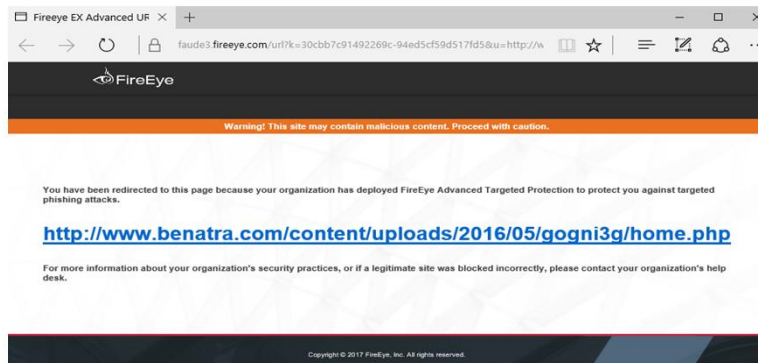 Fireeye EX Advanced UR
faude3.fireeye.com/url?k=30cbb7c91492269c-94ed5cf59d517fd5&u=http://w
FireEye
Warning! This site may contain malicious content. Proceed with caution.
You have been redirected to this page because your organization has deployed FireEye Advanced Targeted Protection to protect you against targeted
phishing attacks.
http://www.benatra.com/content/uploads/2016/05/gogni3g/home.php
For more information about your organization's security practices, or if a legitimate site was blocked incorrectly, please contact your organization's help
desk.
Copyright © 2017 FireEye, Inc. All rights reserved.